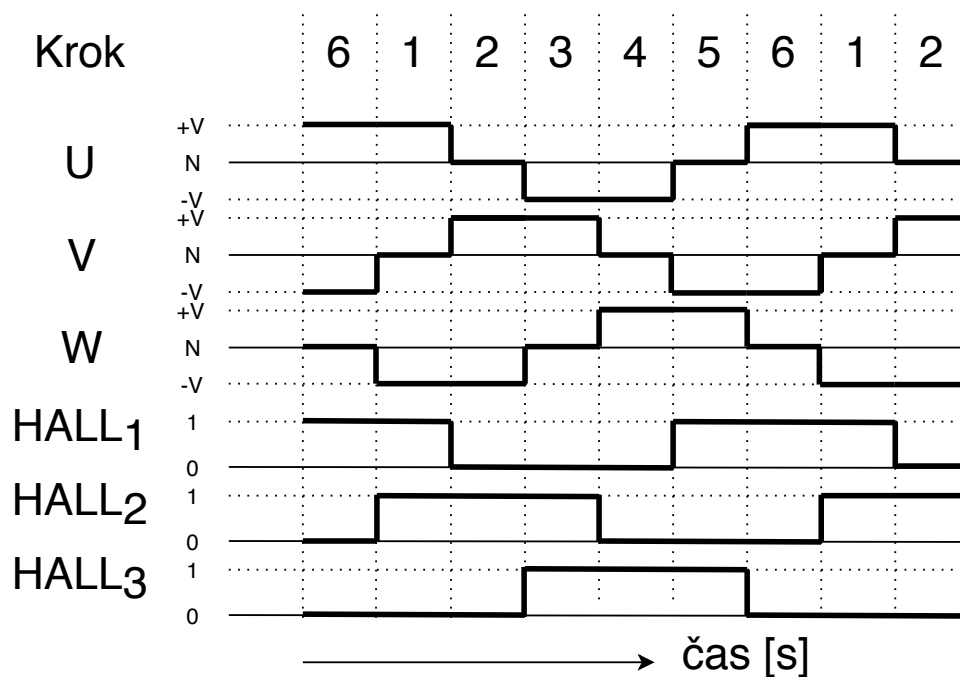 Krok 6 1 2 3 4 5 6 1 2
+V
U N
-V
+V
V N
-V
+V
W N
-V
HALL1 1
0
HALL2 1
0
HALL3 1
0
čas [s]